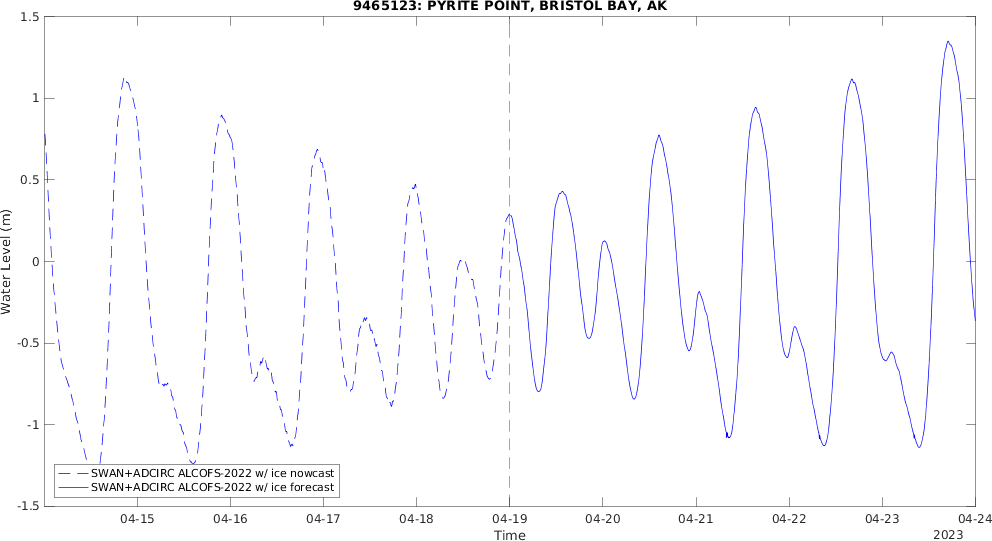 9465123: PYRITE POINT, BRISTOL BAY, AK
Water Level (m)
1.5
1
0.5
0
-0.5
-1
-1.5
SWAN+ADCIRC ALCOFS-2022 w/ ice nowcast
SWAN+ADCIRC ALCOFS-2022 w/ ice forecast
04-15 04-16 04-17 04-18 04-19 04-20 04-21 04-22 04-23 04-24
Time
2023